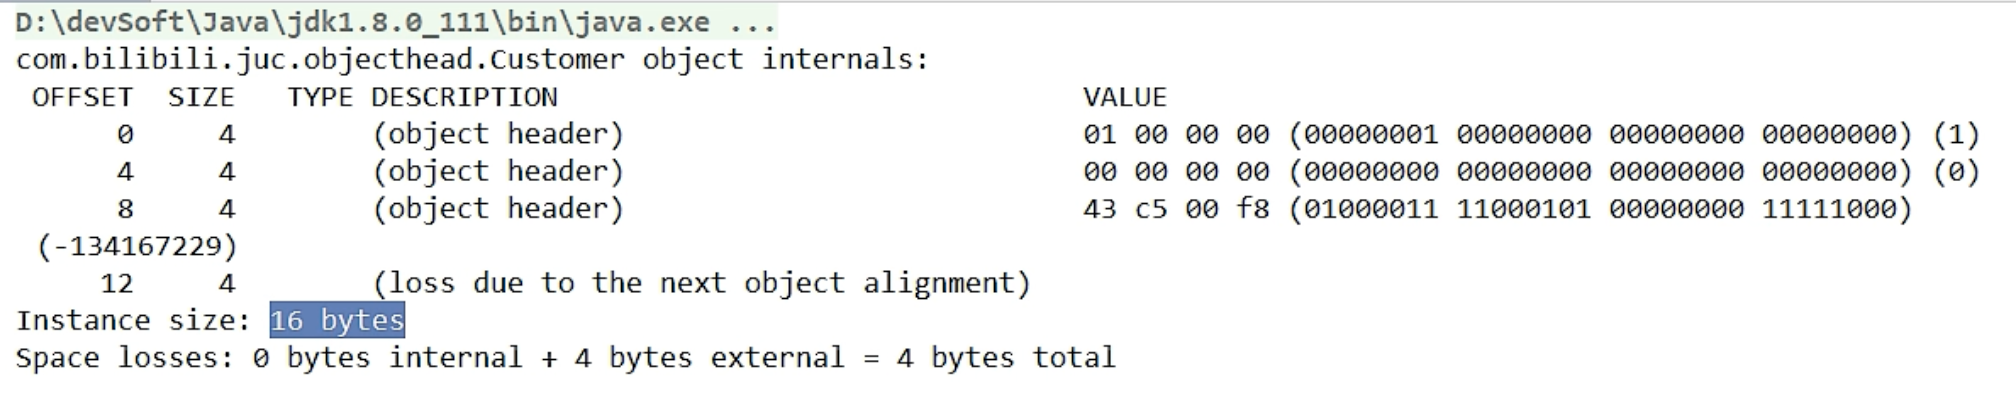 D:\devSoft\Java\jdk1.8.0_111\bin\java.exe ...
com.bilibili.juc.objecthead.Customer object internals:
OFFSET SIZE TYPE DESCRIPTION VALUE
0 4 (object header) 01 00 00 00 (00000001 00000000 00000000 00000000) (1)
4 4 (object header) 00 00 00 00 (00000000 00000000 00000000 00000000) (0)
8 4 (object header) 43 c5 00 f8 (01000011 11000101 00000000 11111000)
(-134167229)
12 4 (loss due to the next object alignment)
Instance size: 16 bytes
Space losses: 0 bytes internal + 4 bytes external = 4 bytes total